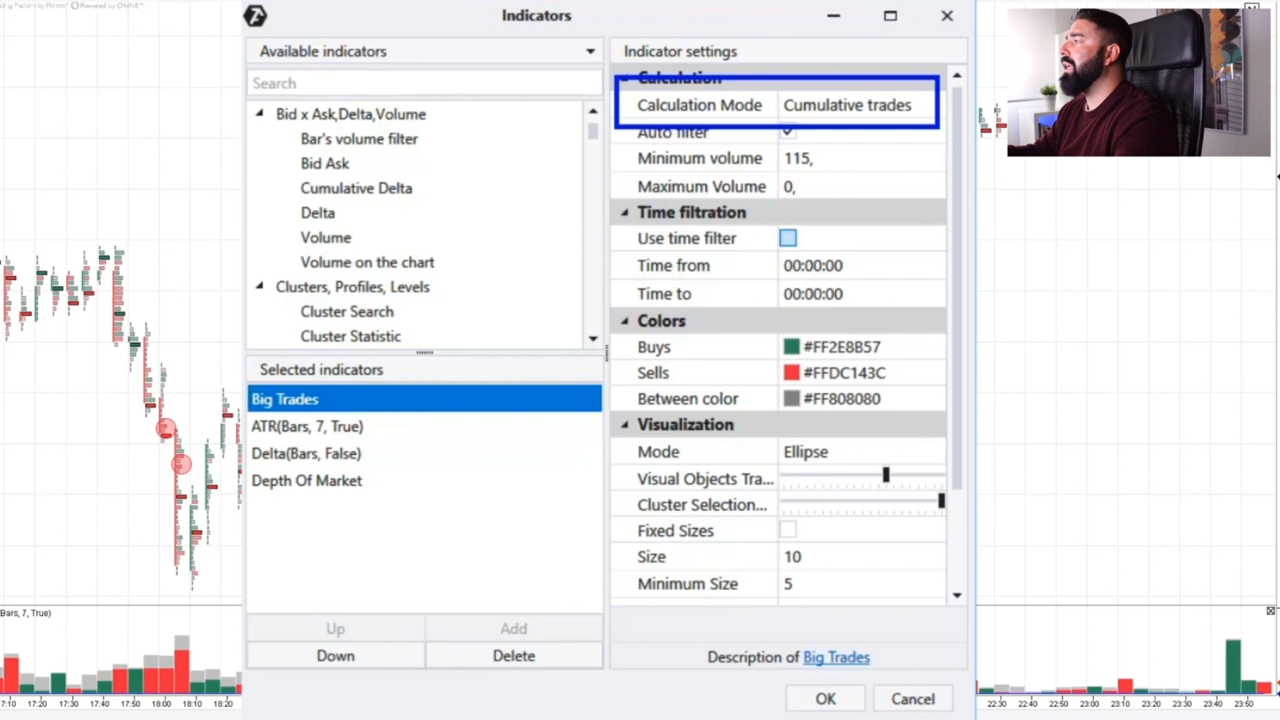 Powered by OMNE™
Indicators
Available indicators
Search
Bid x Ask,Delta,Volume
Bar's volume filter
Bid Ask
Cumulative Delta
Delta
Volume
Volume on the chart
Clusters, Profiles, Levels
Cluster Search
Cluster Statistic
Selected indicators
Big Trades
ATR(Bars, 7, True)
Delta(Bars, False)
Depth Of Market
Up
Add
Down
Delete
Indicator settings
Calculation
Calculation Mode Cumulative trades
Auto filter
Minimum volume 115,
Maximum Volume 0,
Time filtration
Use time filter
Time from 00:00:00
Time to 00:00:00
Colors
Buys #FF2E8B57
Sells #FFDC143C
Between color #FF808080
Visualization
Mode Ellipse
Visual Objects Tra...
Cluster Selection...
Fixed Sizes
Size 10
Minimum Size 5
Description of Big Trades
OK
Cancel
Bars, 7, True)
17:10 17:20 17:30 17:40 17:50 18:00 18:10 18:20
22:30 22:40 22:50 23:00 23:10 23:20 23:30 23:40 23:50